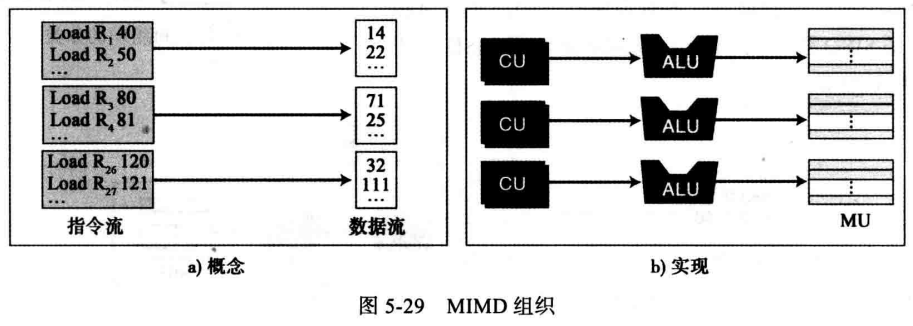 Load R₁ 40
Load R₂ 50
...
14
22
...
Load R₃ 80
Load R₄ 81
...
71
25
...
Load R₂₆ 120
Load R₂₇ 121
...
32
111
...
指令流
数据流
a) 概念
CU
ALU
CU
ALU
CU
ALU
MU
b) 实现
图 5-29 MIMD 组织